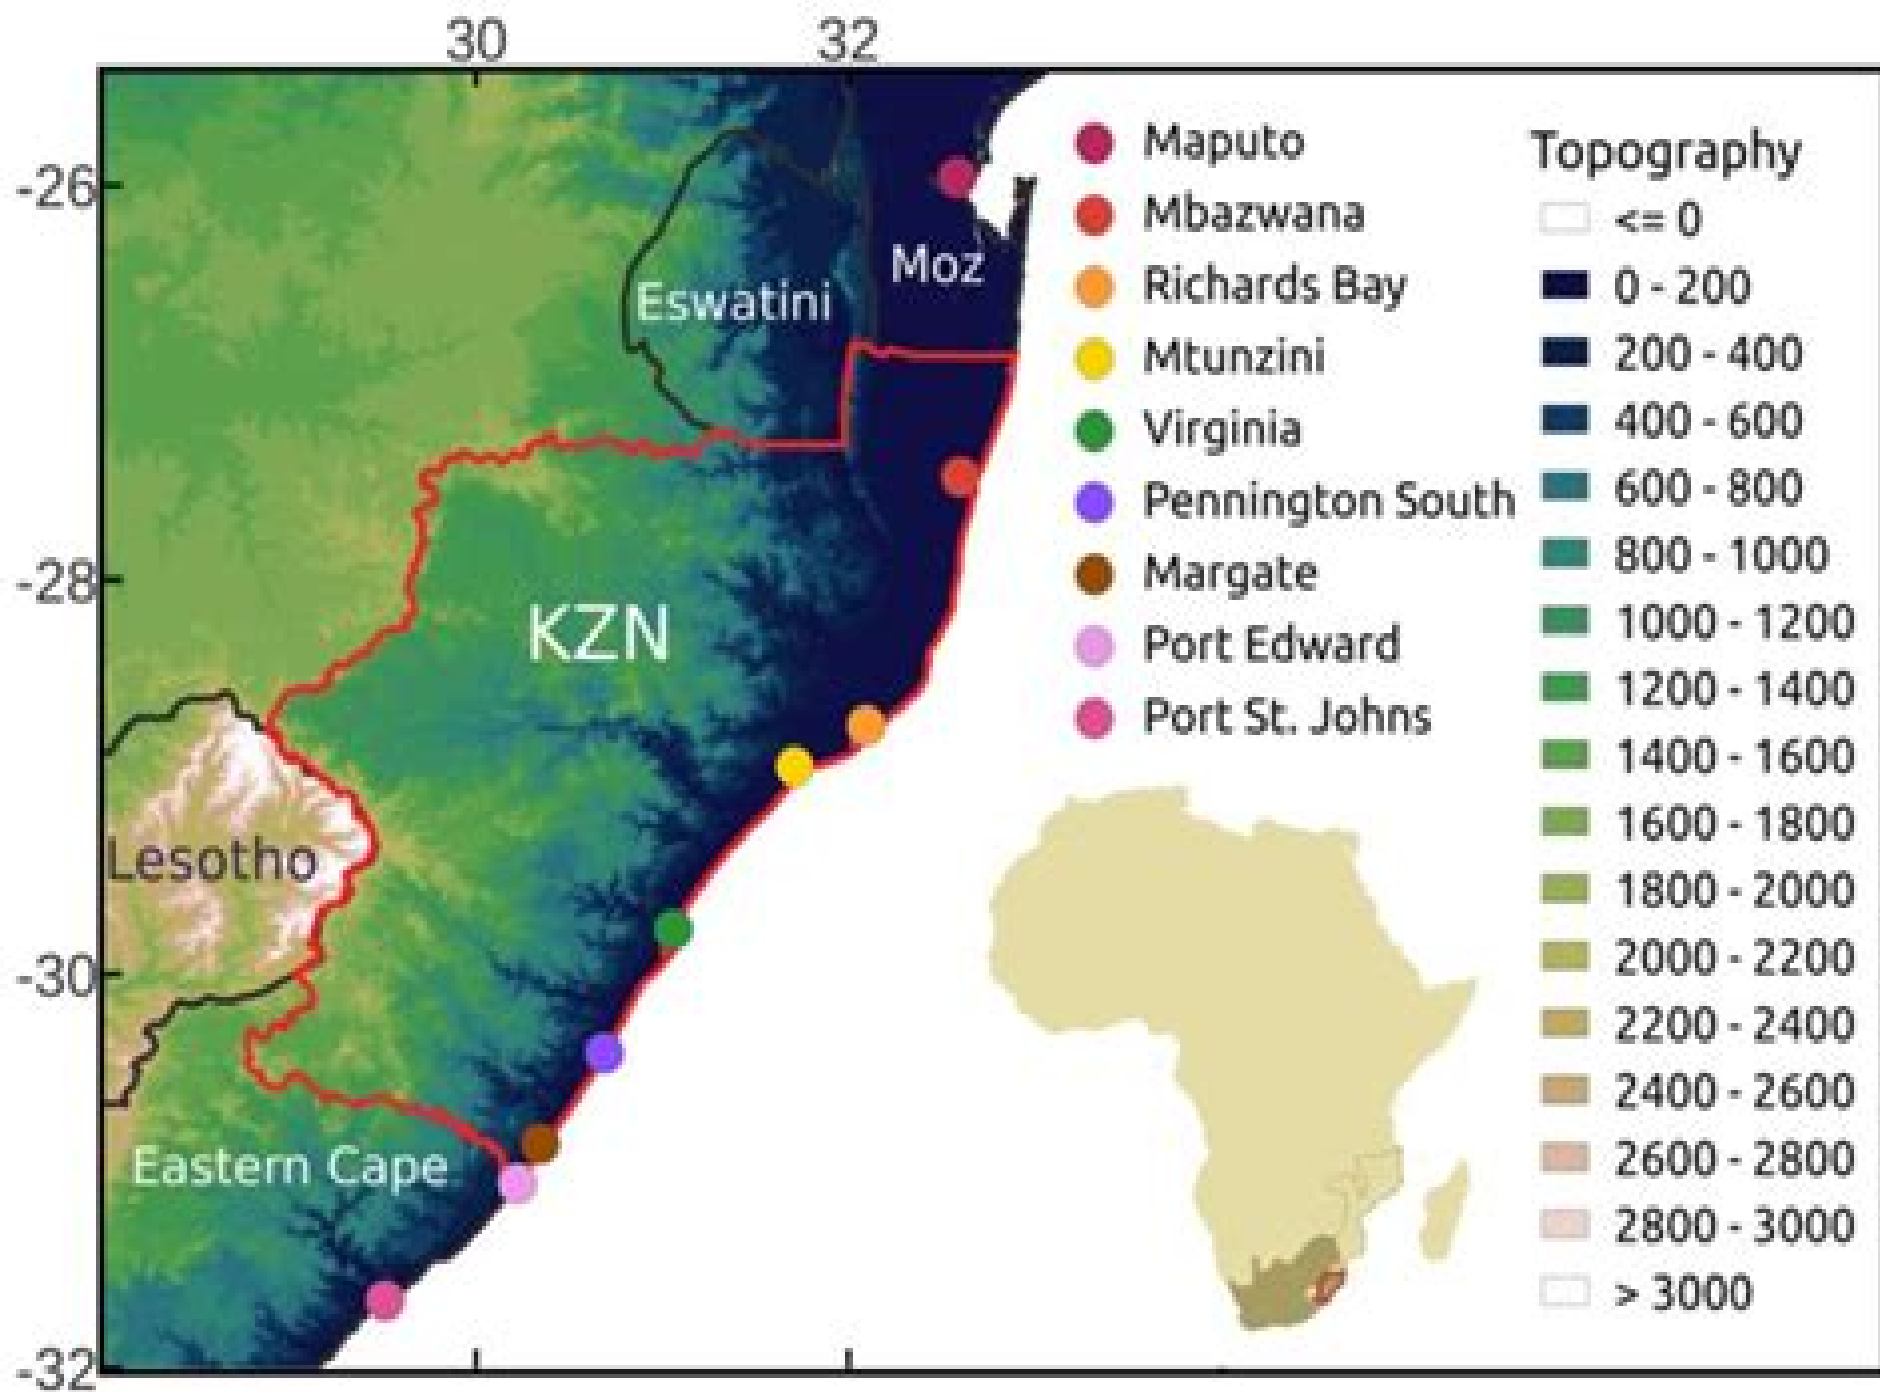 30 32
-26
-28
-30
-32
Eswatini
Moz
KZN
Lesotho
Eastern Cape
Maputo
Mbazwana
Richards Bay
Mtunzini
Virginia
Pennington South
Margate
Port Edward
Port St. Johns
Topography
<= 0
0 - 200
200 - 400
400 - 600
600 - 800
800 - 1000
1000 - 1200
1200 - 1400
1400 - 1600
1600 - 1800
1800 - 2000
2000 - 2200
2200 - 2400
2400 - 2600
2600 - 2800
2800 - 3000
> 3000